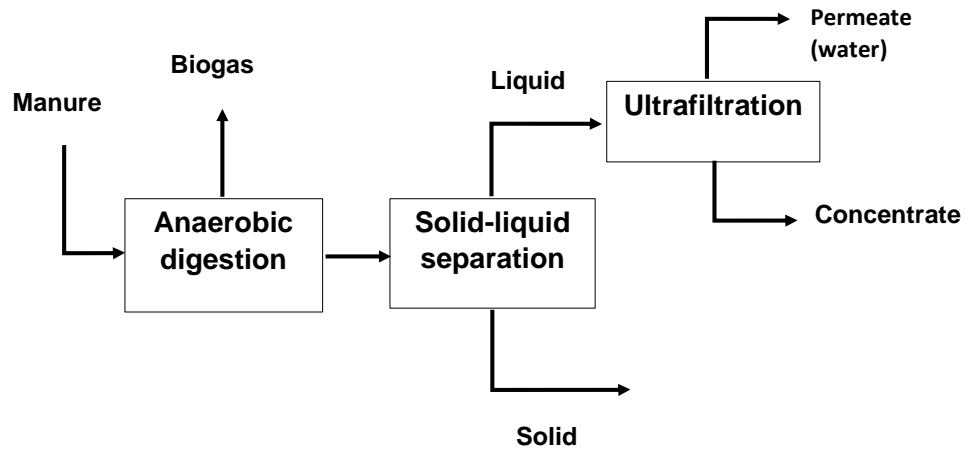 Manure
Biogas
Anaerobic
digestion
Solid-liquid
separation
Liquid
Solid
Ultrafiltration
Permeate
(water)
Concentrate